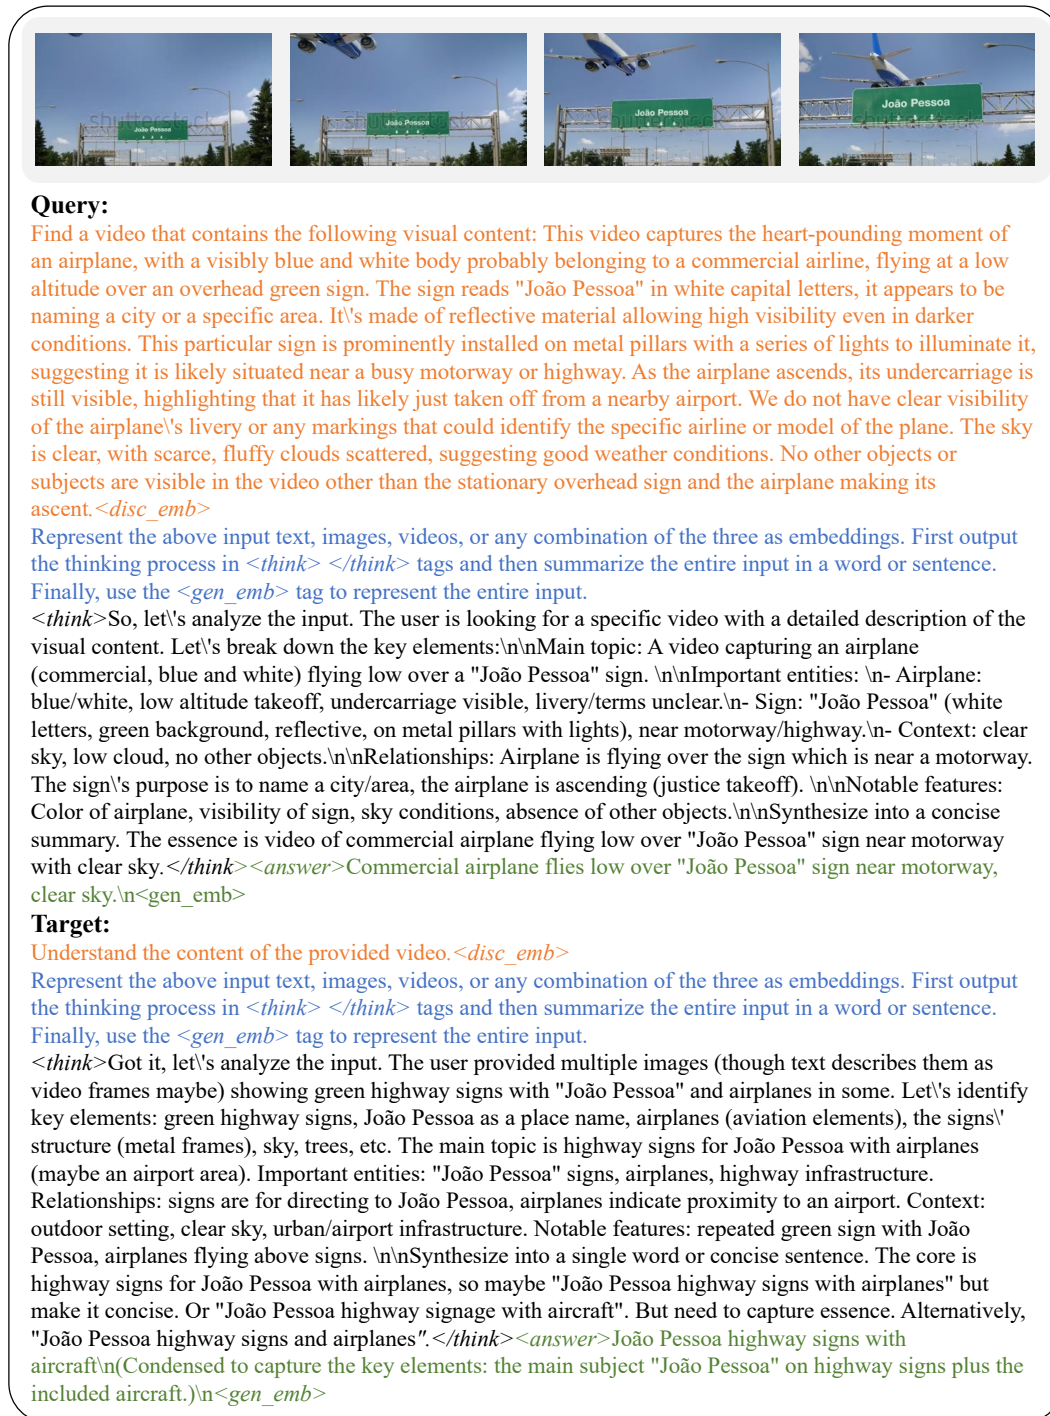 shutterstock
João Pessoa
shutterstock
João Pessoa
shutterstock
João Pessoa
shutterstock
João Pessoa
Query:
Find a video that contains the following visual content: This video captures the heart-pounding moment of
an airplane, with a visibly blue and white body probably belonging to a commercial airline, flying at a low
altitude over an overhead green sign. The sign reads "João Pessoa" in white capital letters, it appears to be
naming a city or a specific area. It\'s made of reflective material allowing high visibility even in darker
conditions. This particular sign is prominently installed on metal pillars with a series of lights to illuminate it,
suggesting it is likely situated near a busy motorway or highway. As the airplane ascends, its undercarriage is
still visible, highlighting that it has likely just taken off from a nearby airport. We do not have clear visibility
of the airplane\'s livery or any markings that could identify the specific airline or model of the plane. The sky
is clear, with scarce, fluffy clouds scattered, suggesting good weather conditions. No other objects or
subjects are visible in the video other than the stationary overhead sign and the airplane making its
ascent.<disc_emb>
Represent the above input text, images, videos, or any combination of the three as embeddings. First output
the thinking process in <think> </think> tags and then summarize the entire input in a word or sentence.
Finally, use the <gen_emb> tag to represent the entire input.
<think>So, let\'s analyze the input. The user is looking for a specific video with a detailed description of the
visual content. Let\'s break down the key elements:\n\nMain topic: A video capturing an airplane
(commercial, blue and white) flying low over a "João Pessoa" sign. \n\nImportant entities: \n- Airplane:
blue/white, low altitude takeoff, undercarriage visible, livery/terms unclear.\n- Sign: "João Pessoa" (white
letters, green background, reflective, on metal pillars with lights), near motorway/highway.\n- Context: clear
sky, low cloud, no other objects.\n\nRelationships: Airplane is flying over the sign which is near a motorway.
The sign\'s purpose is to name a city/area, the airplane is ascending (justice takeoff). \n\nNotable features:
Color of airplane, visibility of sign, sky conditions, absence of other objects.\n\nSynthesize into a concise
summary. The essence is video of commercial airplane flying low over "João Pessoa" sign near motorway
with clear sky.</think><answer>Commercial airplane flies low over "João Pessoa" sign near motorway,
clear sky.\n<gen_emb>
Target:
Understand the content of the provided video.<disc_emb>
Represent the above input text, images, videos, or any combination of the three as embeddings. First output
the thinking process in <think> </think> tags and then summarize the entire input in a word or sentence.
Finally, use the <gen_emb> tag to represent the entire input.
<think>Got it, let\'s analyze the input. The user provided multiple images (though text describes them as
video frames maybe) showing green highway signs with "João Pessoa" and airplanes in some. Let\'s identify
key elements: green highway signs, João Pessoa as a place name, airplanes (aviation elements), the signs\'
structure (metal frames), sky, trees, etc. The main topic is highway signs for João Pessoa with airplanes
(maybe an airport area). Important entities: "João Pessoa" signs, airplanes, highway infrastructure.
Relationships: signs are for directing to João Pessoa, airplanes indicate proximity to an airport. Context:
outdoor setting, clear sky, urban/airport infrastructure. Notable features: repeated green sign with João
Pessoa, airplanes flying above signs. \n\nSynthesize into a single word or concise sentence. The core is
highway signs for João Pessoa with airplanes, so maybe "João Pessoa highway signs with airplanes" but
make it concise. Or "João Pessoa highway signage with aircraft". But need to capture essence. Alternatively,
"João Pessoa highway signs and airplanes".</think><answer>João Pessoa highway signs with
aircraft\n(Condensed to capture the key elements: the main subject "João Pessoa" on highway signs plus the
included aircraft.)\n<gen_emb>